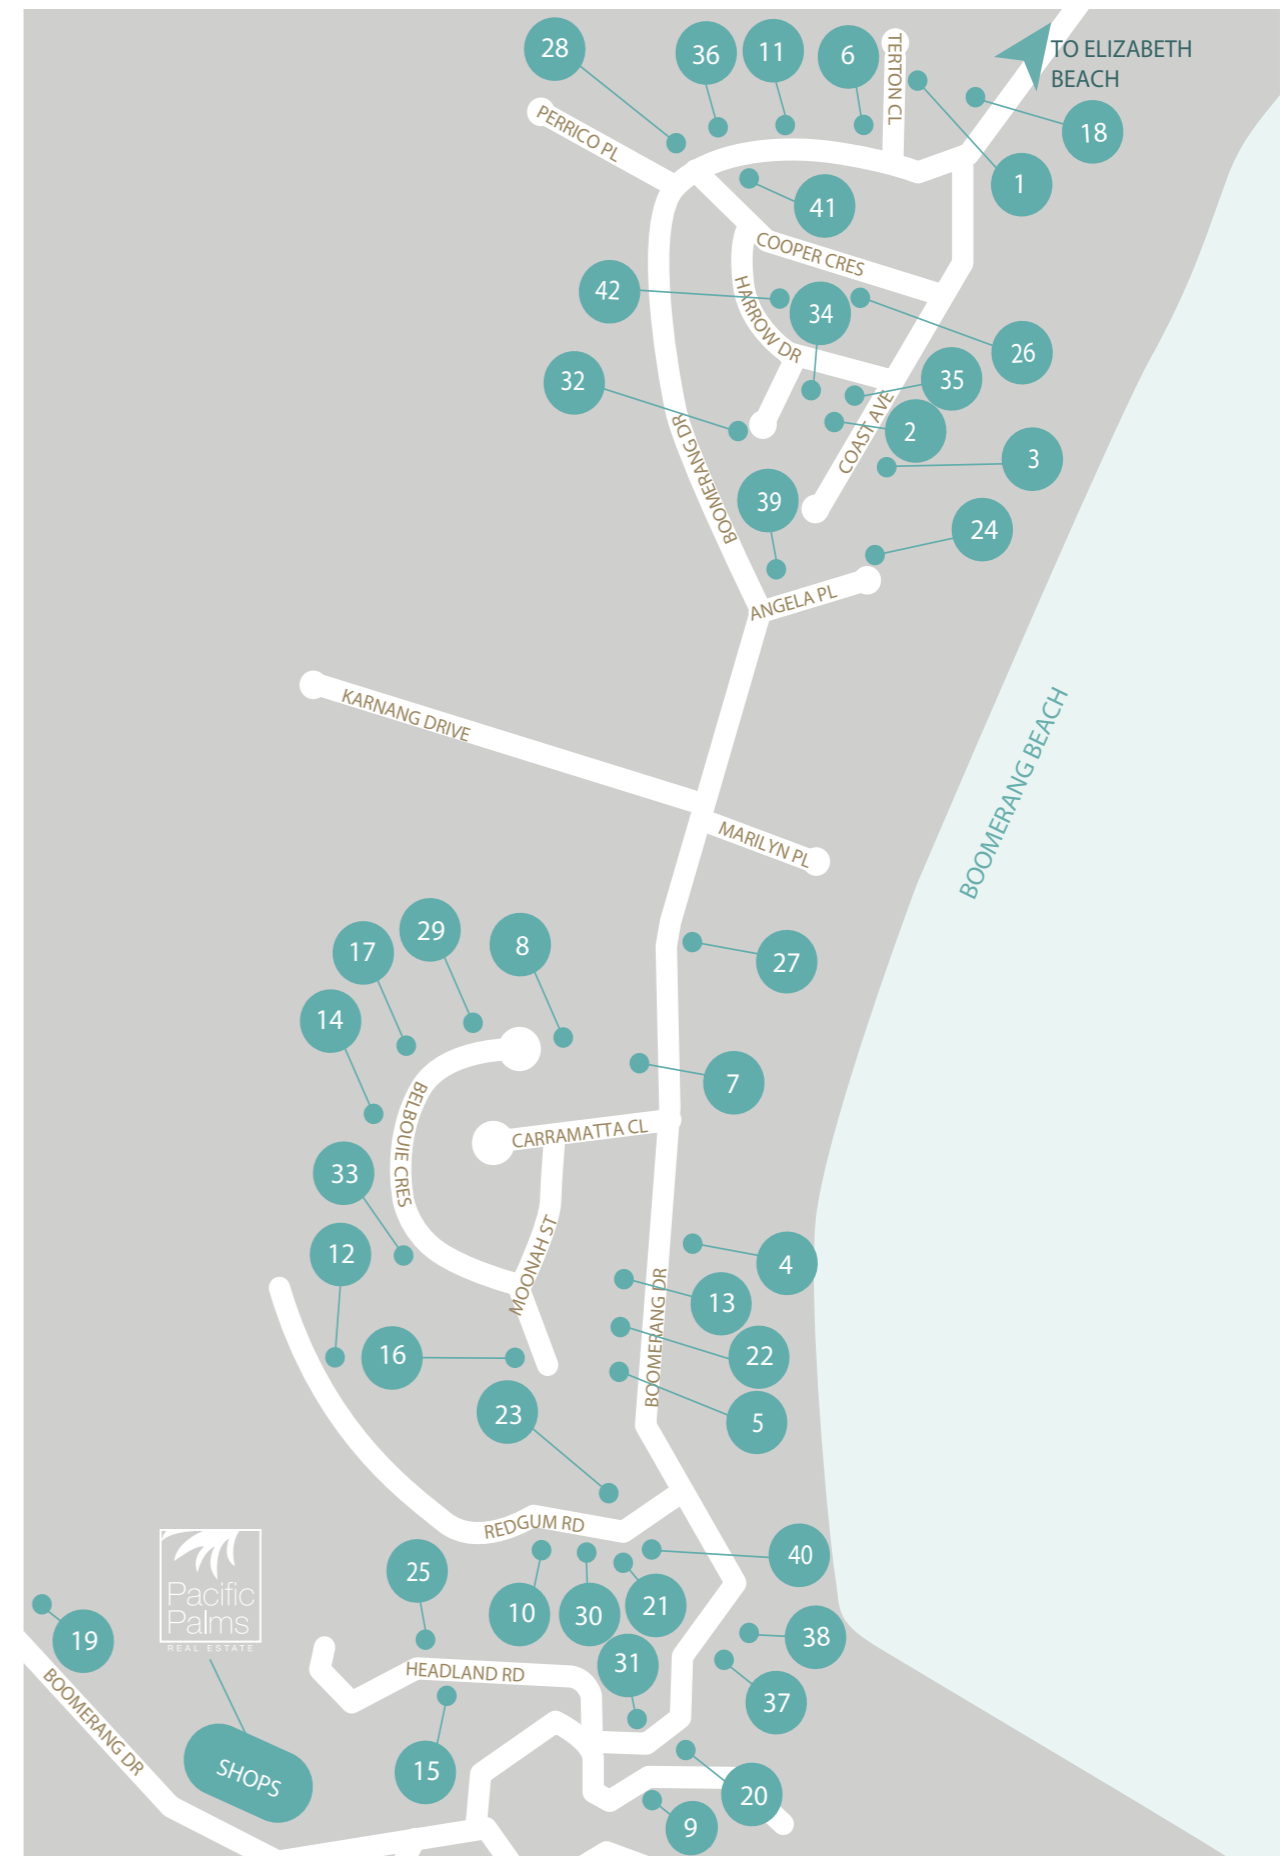 28
36
11
6
TERTON CL
TO ELIZABETH
BEACH
18
1
PERRICO PL
41
COOPER CRES
42
HARROW DR
34
26
32
35
COAST AVE
2
3
BOOMERANG DR
39
24
ANGELA PL
KARNANG DRIVE
MARILYN PL
BOOMERANG BEACH
17
29
8
27
14
7
BELBOUIE CRES
CARRAMATTA CL
33
12
MOONAH ST
4
13
BOOMERANG DR
16
22
23
5
REDGUM RD
Pacific
Palms
REAL ESTATE
25
10
30
21
40
19
HEADLAND RD
31
38
37
BOOMERANG DR
SHOPS
15
20
9